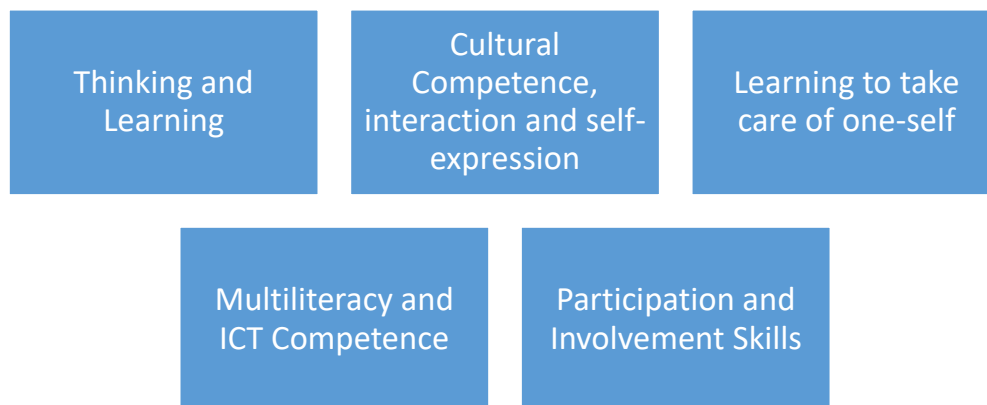 Thinking and
Learning
Cultural
Competence,
interaction and self-
expression
Learning to take
care of one-self
Multiliteracy and
ICT Competence
Participation and
Involvement Skills